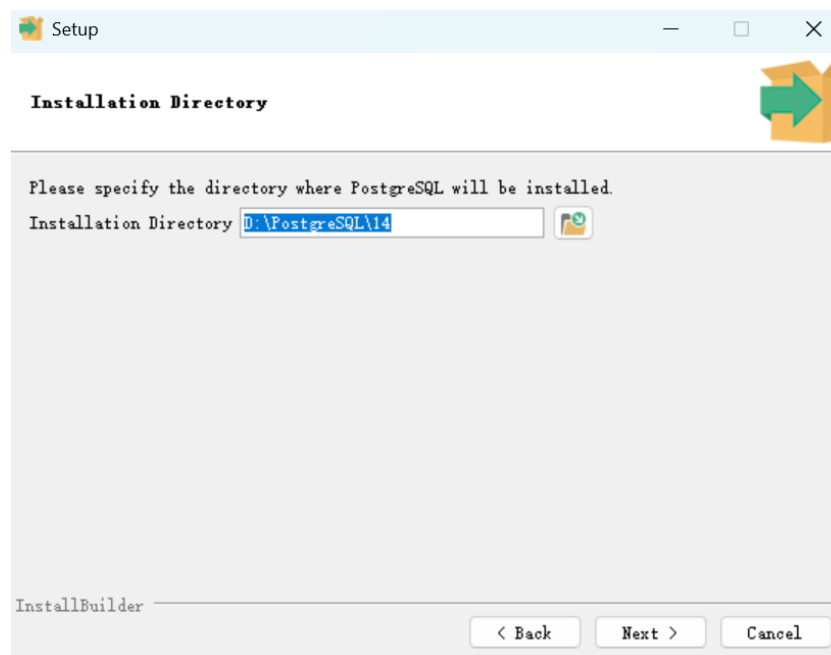 Setup
Installation Directory
Please specify the directory where PostgreSQL will be installed.
Installation Directory D:\PostgreSQL\14
InstallBuilder
< Back Next > Cancel